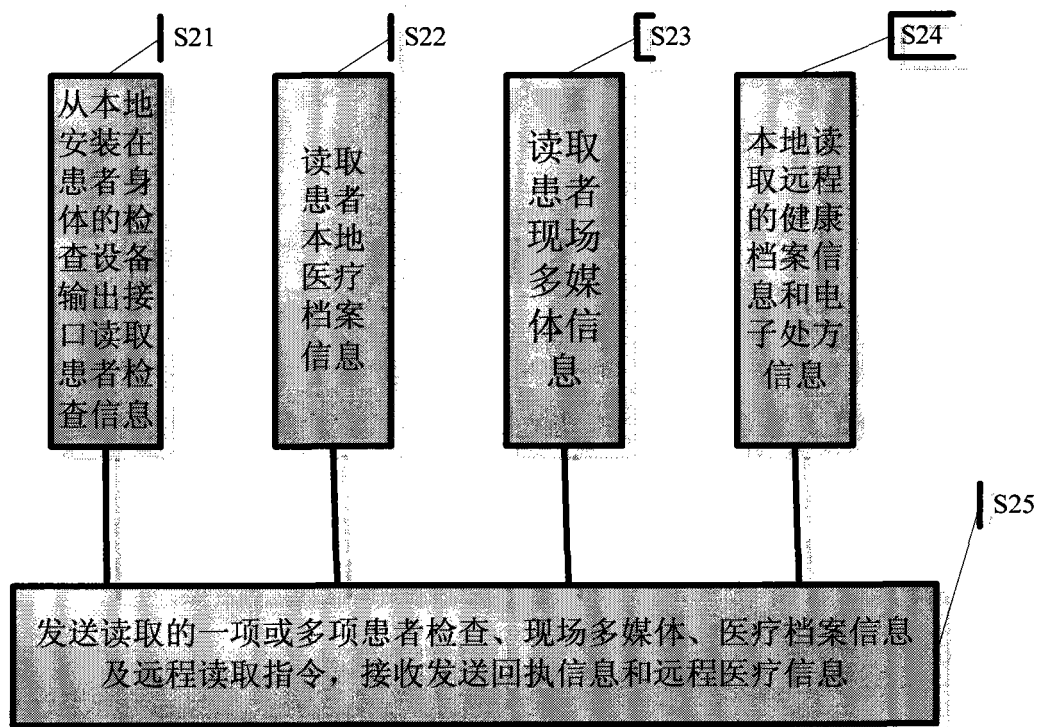 S21
从本地
安装在
患者身
体的检
查设备
输出接
口读取
患者检
查信息
S22
读取
患者
本地
医疗
档案
信息
S23
读取
患者
现场
多媒
体信
息
S24
本地读
取远程
的健康
档案信
息和电
子处方
信息
S25
发送读取的一项或多项患者检查、现场多媒体、医疗档案信息
及远程读取指令，接收发送回执信息和远程医疗信息